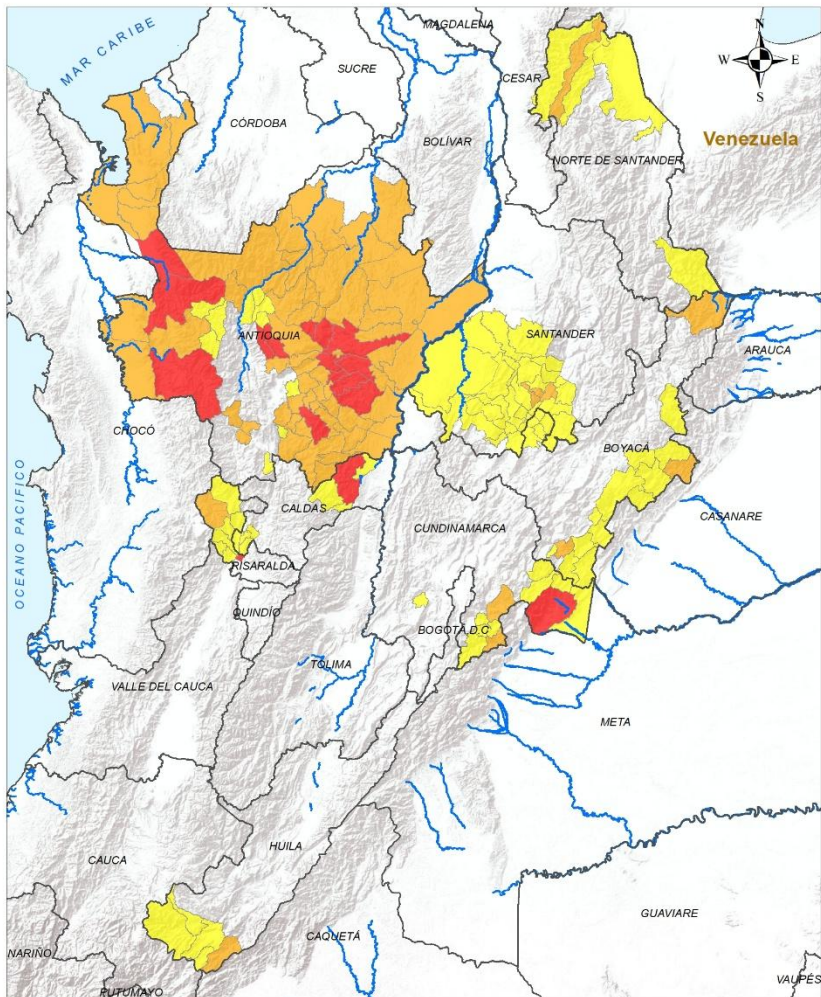 MAGDALENA
N
W E
S
MAR CARIBE
SUCRE
CESAR
CÓRDOBA
BOLÍVAR
Venezuela
NORTE DE SANTANDER
ANTIOQUIA
SANTANDER
ARAUCA
CHOCÓ
BOYACÁ
CALDAS
CUNDINAMARCA
CASANARE
OCEANO PACIFICO
RISARALDA
QUINDÍO
BOGOTÁ D.C
TOLIMA
VALLE DEL CAUCA
META
HUILA
CAUCA
GUAVIARE
CAQUETÁ
NARIÑO
PUTUMAYO
VAUPÉS